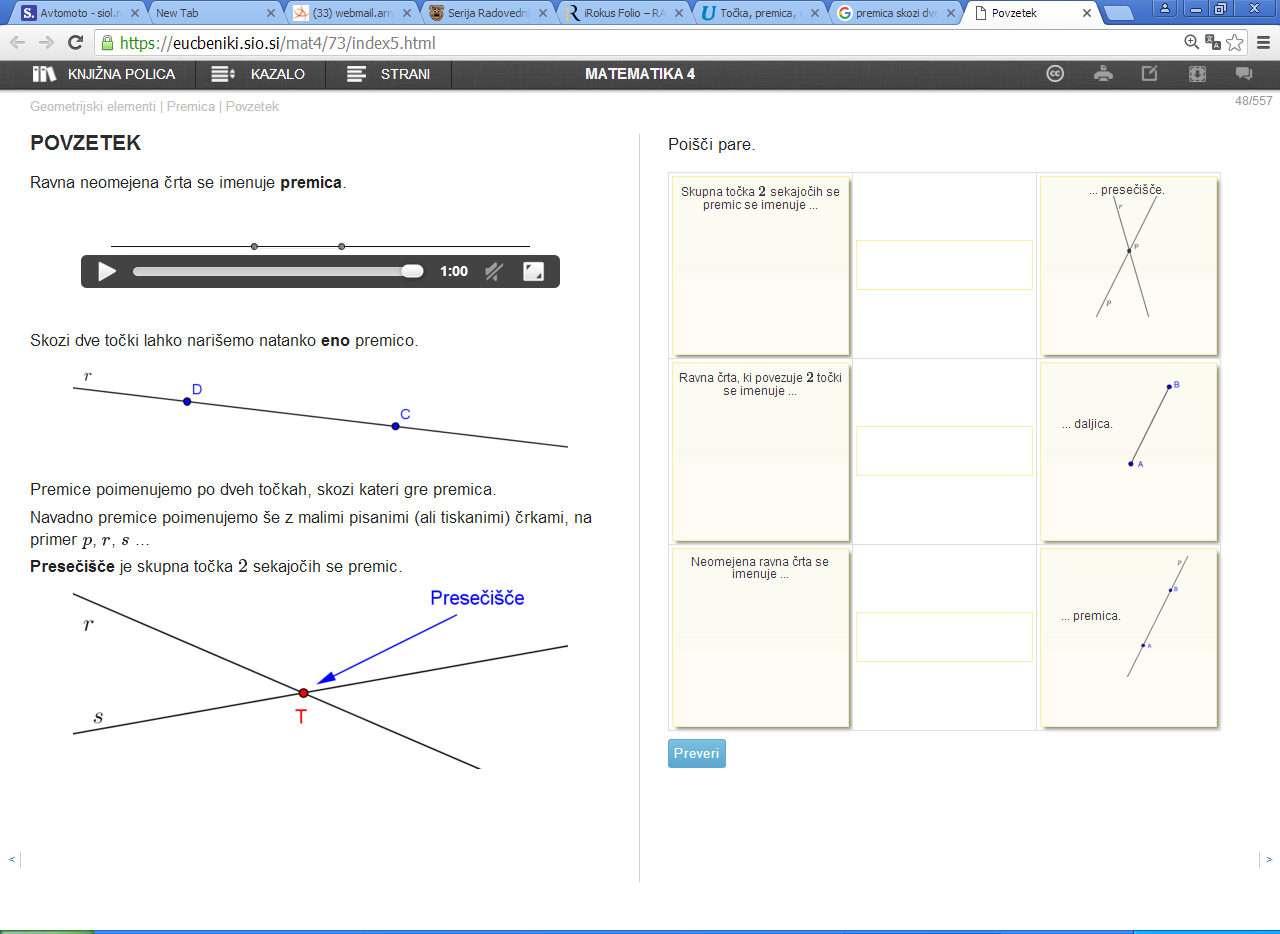 Avtomoto - siol.n
New Tab
(33) webmail.arn
Serija Radovedni
iRokus Folio – RA
Točka, premica,
premica skozi dve
Povzetek
https://eucbeniki.sio.si/mat4/73/index5.html
KNJIŽNA POLICA
KAZALO
STRANI
MATEMATIKA 4
cc
Geometrijski elementi | Premica | Povzetek
48/557
POVZETEK
Ravna neomejena črta se imenuje premica.
1:00
Skozi dve točki lahko narišemo natanko eno premico.
r
D
C
Premice poimenujemo po dveh točkah, skozi kateri gre premica.
Navadno premice poimenujemo še z malimi pisanimi (ali tiskanimi) črkami, na
primer p, r, s ...
Presečišče je skupna točka 2 sekajočih se premic.
Presečišče
r
s
T
Poišči pare.
Skupna točka 2 sekajočih se
premic se imenuje ...
... presečišče.
r
P
p
Ravna črta, ki povezuje 2 točki
se imenuje ...
... daljica.
B
A
Neomejena ravna črta se
imenuje ...
... premica.
p
B
A
Preveri
<
>